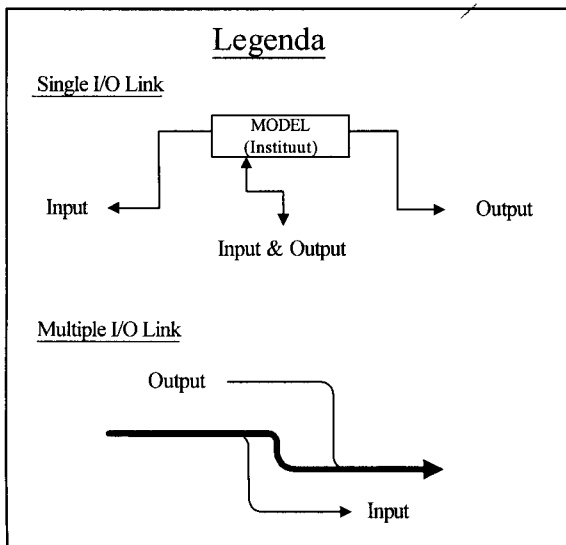 Legenda
Single I/O Link
MODEL
(Instituut)
Input
Output
Input & Output
Multiple I/O Link
Output
Input